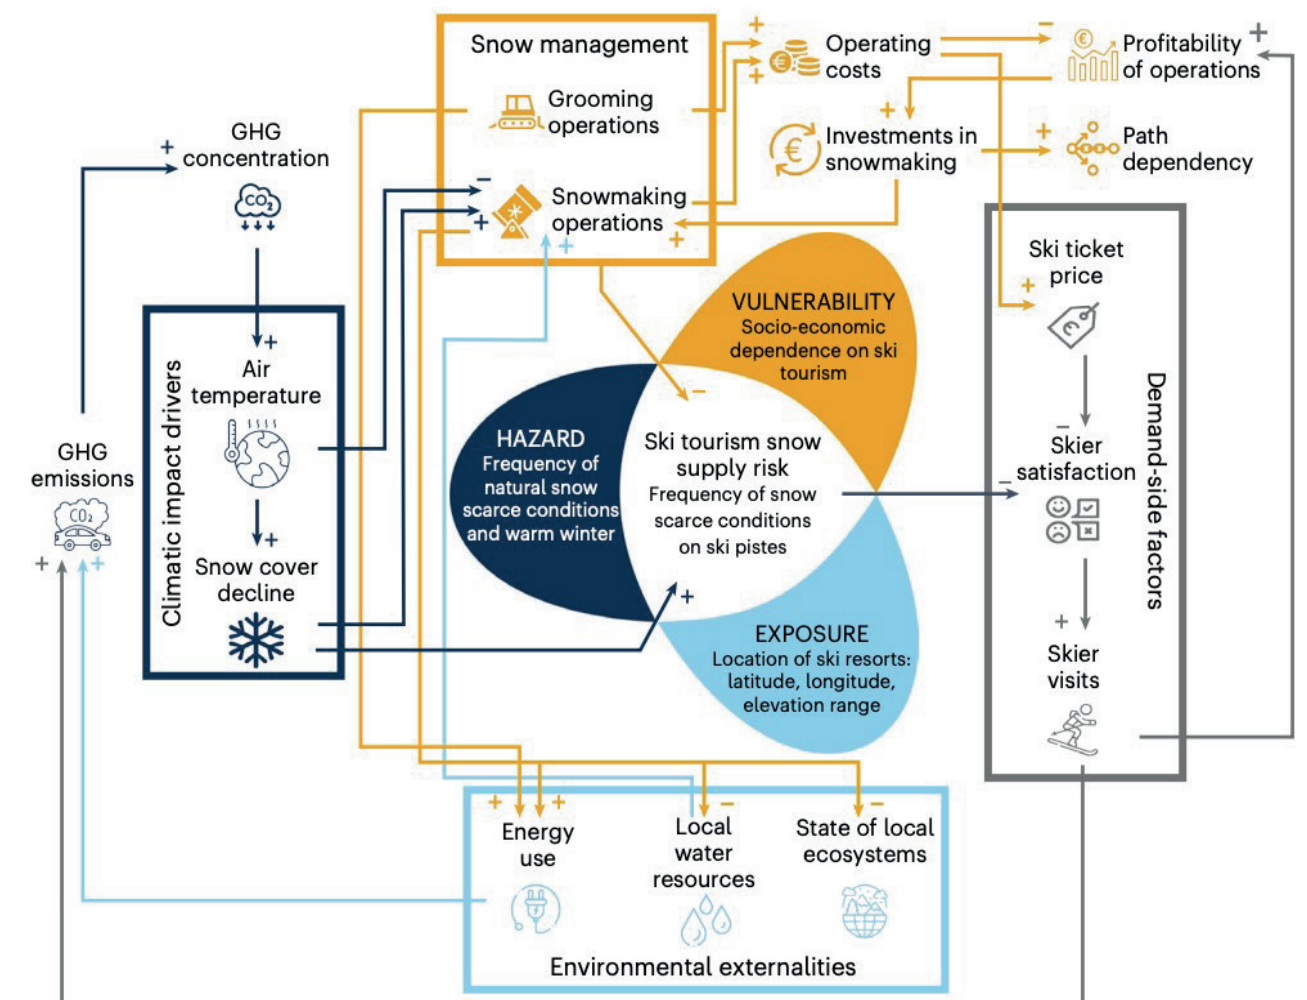 Snow management
Grooming
operations
Snowmaking
operations
Operating
costs
Profitability
of operations
Investments in
snowmaking
Path
dependency
GHG
concentration
CO₂
Climatic impact drivers
Air
temperature
Snow cover
decline
GHG
emissions
CO₂
VULNERABILITY
Socio-economic
dependence on ski
tourism
HAZARD
Frequency of
natural snow
scarce conditions
and warm winter
Ski tourism snow
supply risk
Frequency of snow
scarce conditions
on ski pistes
EXPOSURE
Location of ski resorts:
latitude, longitude,
elevation range
Ski ticket
price
Skier
satisfaction
Skier
visits
Demand-side factors
Energy
use
Local
water
resources
State of local
ecosystems
Environmental externalities